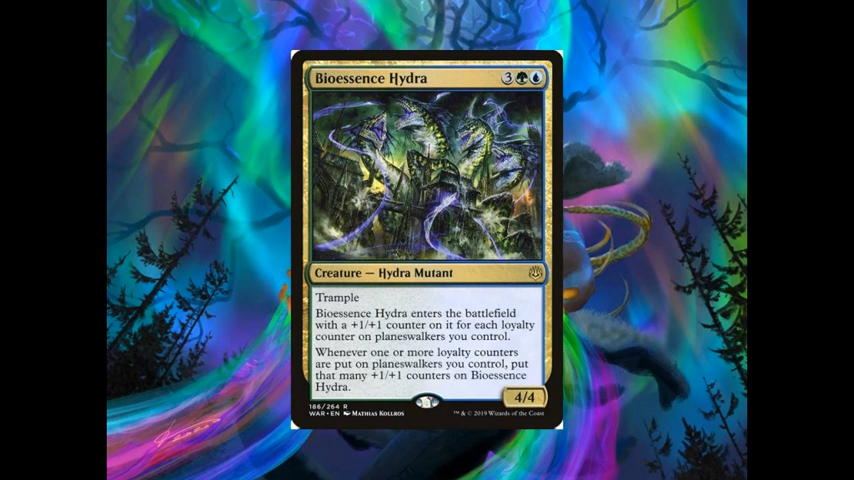 Bioessence Hydra 3
Creature — Hydra Mutant
Trample
Bioessence Hydra enters the battlefield
with a +1/+1 counter on it for each loyalty
counter on planeswalkers you control.
Whenever one or more loyalty counters
are put on planeswalkers you control, put
that many +1/+1 counters on Bioessence
Hydra.
4/4
186/264 R
WAR • EN MATHIAS KOLLROS ™ & © 2019 Wizards of the Coast